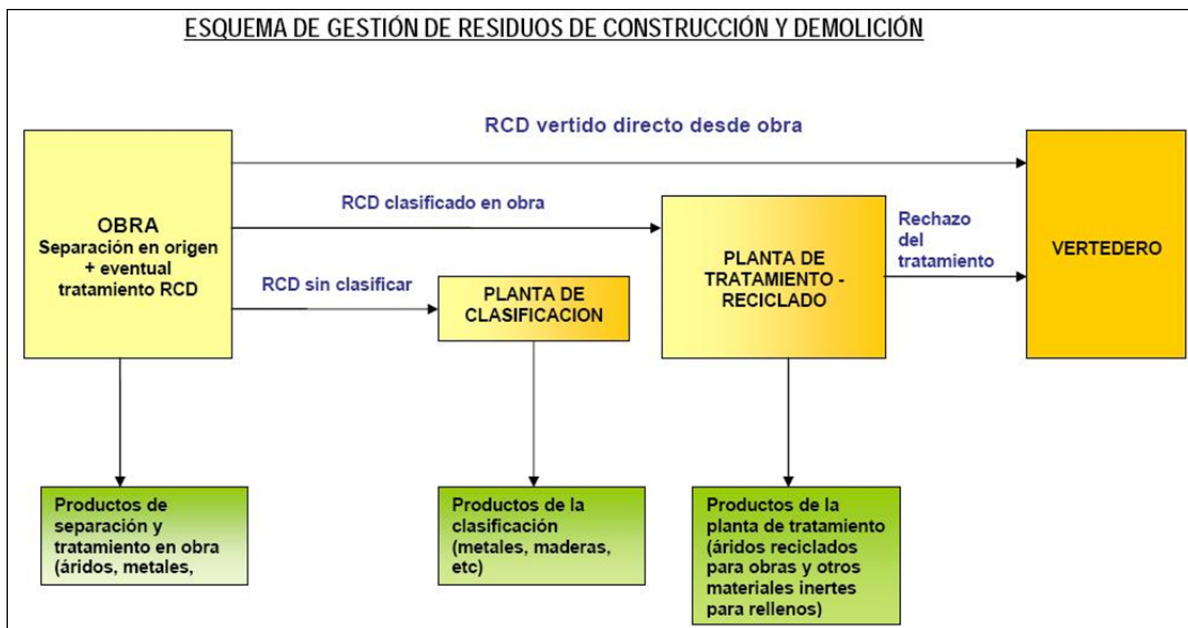 ESQUEMA DE GESTIÓN DE RESIDUOS DE CONSTRUCCIÓN Y DEMOLICIÓN
RCD vertido directo desde obra
OBRA
Separación en origen
+ eventual
tratamiento RCD
RCD clasificado en obra
RCD sin clasificar
PLANTA DE
CLASIFICACION
PLANTA DE
TRATAMIENTO -
RECICLADO
Rechazo
del
tratamiento
VERTEDERO
Productos de
separación y
tratamiento en obra
(áridos, metales,
Productos de la
clasificación
(metales, maderas,
etc)
Productos de la
planta de tratamiento
(áridos reciclados
para obras y otros
materiales inertes
para rellenos)